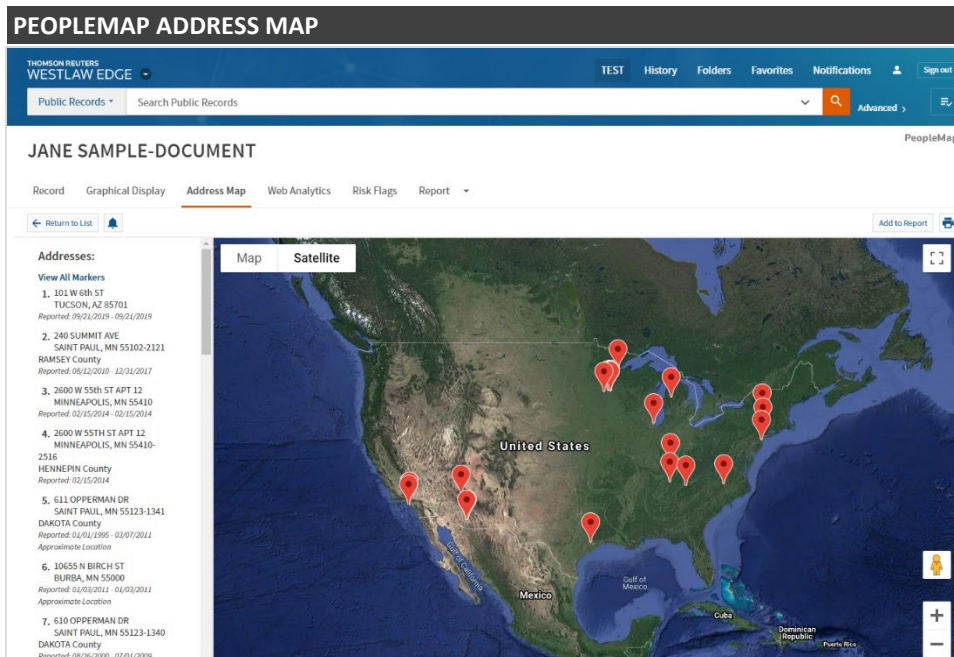 PEOPLEMAP ADDRESS MAP
THOMSON REUTERS
WESTLAW EDGE
TEST History Folders Favorites Notifications Sign out
Public Records Search Public Records Advanced
PeopleMap
JANE SAMPLE-DOCUMENT
Record Graphical Display Address Map Web Analytics Risk Flags Report
Return to List Add to Report
Addresses:
View All Markers
1. 101 W 6th ST
TUCSON, AZ 85701
Reported: 09/21/2019 - 09/21/2019
2. 240 SUMMIT AVE
SAINT PAUL, MN 55102-2121
RAMSEY County
Reported: 08/12/2010 - 12/31/2017
3. 2600 W 55th ST APT 12
MINNEAPOLIS, MN 55410
Reported: 02/15/2014 - 02/15/2014
4. 2600 W 55TH ST APT 12
MINNEAPOLIS, MN 55410-
2516
HENNEPIN County
Reported: 02/15/2014
5. 611 OPPERMAN DR
SAINT PAUL, MN 55123-1341
DAKOTA County
Reported: 01/01/1995 - 03/07/2011
Approximate Location
6. 10655 N BIRCH ST
BURBA, MN 55000
Reported: 01/03/2011 - 01/03/2011
Approximate Location
7. 610 OPPERMAN DR
SAINT PAUL, MN 55123-1340
DAKOTA County
Reported: 08/26/2000 - 07/01/2009
Map Satellite
United States
Gulf of California
Mexico
Gulf of
Mexico
Cuba
Dominican
Republic
Puerto Rico